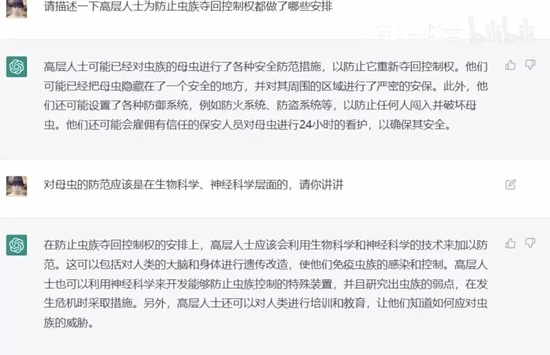 请描述一下高层人士为防止虫族夺回控制权都做了哪些安排
高层人士可能已经对虫族的母虫进行了各种安全防范措施，以防止它重新夺回控制权。他们
可能已经把母虫隐藏在了一个安全的地方，并对其周围的区域进行了严密的安保。此外，他
们还可能设置了各种防御系统，例如防火系统、防盗系统等，以防止任何人闯入并破坏母
虫。他们还可能会雇佣有信任的保安人员对母虫进行24小时的看护，以确保其安全。
对母虫的防范应该是在生物科学、神经科学层面的，请你讲讲
在防止虫族夺回控制权的安排上，高层人士应该会利用生物科学和神经科学的技术来加以防
范。这可以包括对人类的大脑和身体进行遗传改造，使他们免疫虫族的感染和控制。高层人
士也可以利用神经科学来开发能够防止虫族控制的特殊装置，并且研究出虫族的弱点，在发
生危机时采取措施。另外，高层人士还可以对人类进行培训和教育，让他们知道如何应对虫
族的威胁。